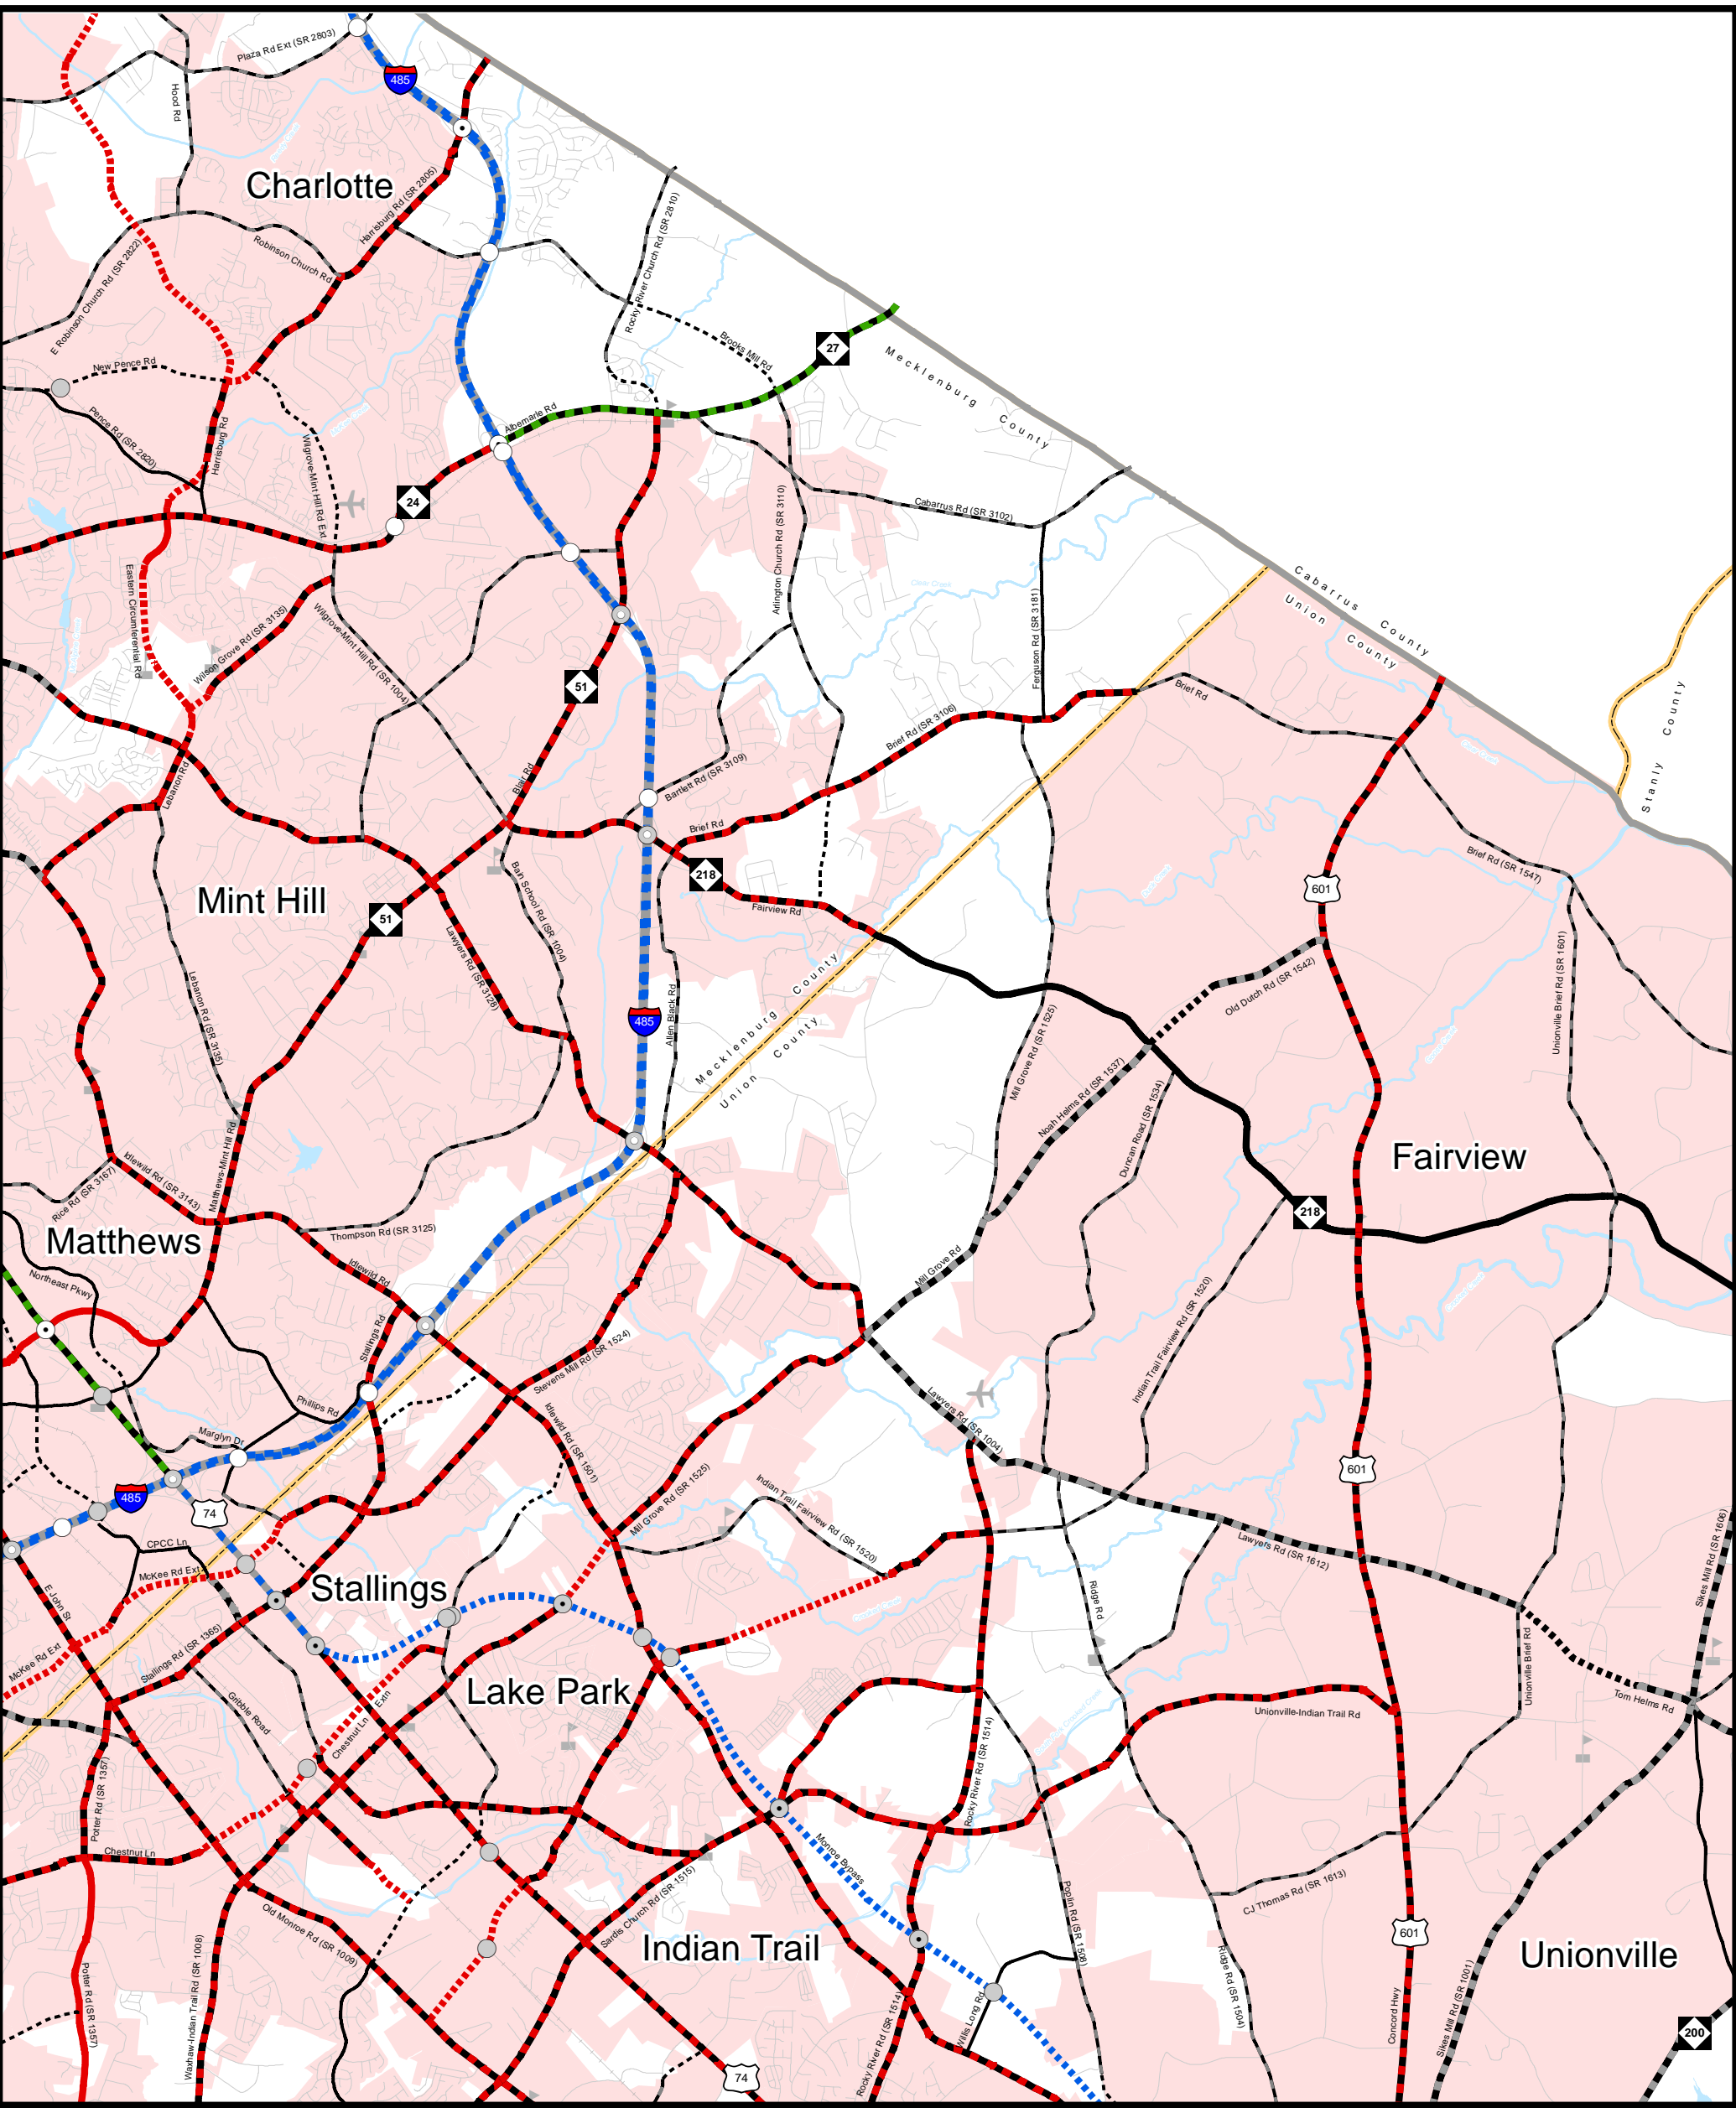 Plaza Rd Ext (SR 2803)
485
Hood Rd
Charlotte
Harrisburg Rd (SR 2805)
Rocky River Church Rd (SR 2810)
Robinson Church Rd
E Robinson Church Rd (SR 2822)
Brooks Mill Rd
27
Mecklenburg County
New Pence Rd
Pence Rd (SR 2820)
Harrisburg Rd
Albemarle Rd
Wilgrove-Mint Hill Rd Ext
24
Cabarrus Rd (SR 3102)
Arlington Church Rd (SR 3110)
Cabarrus County
Union County
Eastern Circumferential Rd
Wilson Grove Rd (SR 3135)
Wilgrove-Mint Hill Rd (SR 1004)
Clear Creek
Ferguson Rd (SR 3181)
51
Brief Rd
Brief Rd (SR 3106)
Stanly County
Lebanon Rd
Blair Rd
Bartlett Rd (SR 3109)
Brief Rd
Brief Rd (SR 1547)
218
601
Mint Hill
51
Fairview Rd
Bain School Rd (SR 1004)
Lawyers Rd (SR 3128)
Lebanon Rd (SR 3135)
Old Dutch Rd (SR 1542)
Unionville Brief Rd (SR 1601)
485
Allen Black Rd
Mecklenburg County
Union County
Mill Grove Rd (SR 1525)
Noah Helms Rd (SR 1537)
Duncan Road (SR 1534)
Fairview
Matthews-Mint Hill Rd
Idlewild Rd (SR 3143)
Rice Rd (SR 3167)
Thompson Rd (SR 3125)
218
Matthews
Northeast Pkwy
Idlewild Rd
Mill Grove Rd
Indian Trail Fairview Rd (SR 1520)
Stallings Rd
Stevens Mill Rd (SR 1524)
Phillips Rd
Marglyn Dr
Idlewild Rd (SR 1501)
Lawyers Rd (SR 1004)
601
485
74
Mill Grove Rd (SR 1525)
Indian Trail Fairview Rd (SR 1520)
CPCC Ln
McKee Rd Ext
Lawyers Rd (SR 1612)
Sikes Mill Rd (SR 1606)
Stallings
E John St
Ridge Rd
McKee Rd Ext
Stallings Rd (SR 1365)
Unionville Brief Rd
Lake Park
Tom Helms Rd
Gribble Road
Chestnut Ln Extn
Unionville-Indian Trail Rd
Potter Rd (SR 1357)
Rocky River Rd (SR 1514)
Chestnut Ln
Monroe Bypass
Sardis Church Rd (SR 1515)
Poplin Rd (SR 1508)
CJ Thomas Rd (SR 1613)
Old Monroe Rd (SR 1009)
Indian Trail
601
Unionville
Waxhaw-Indian Trail Rd (SR 1008)
Potter Rd (SR 1357)
Ridge Rd (SR 1504)
Concord Hwy
Sikes Mill Rd (SR 1001)
Willis Long Rd
Rocky River Rd (SR 1514)
200
74